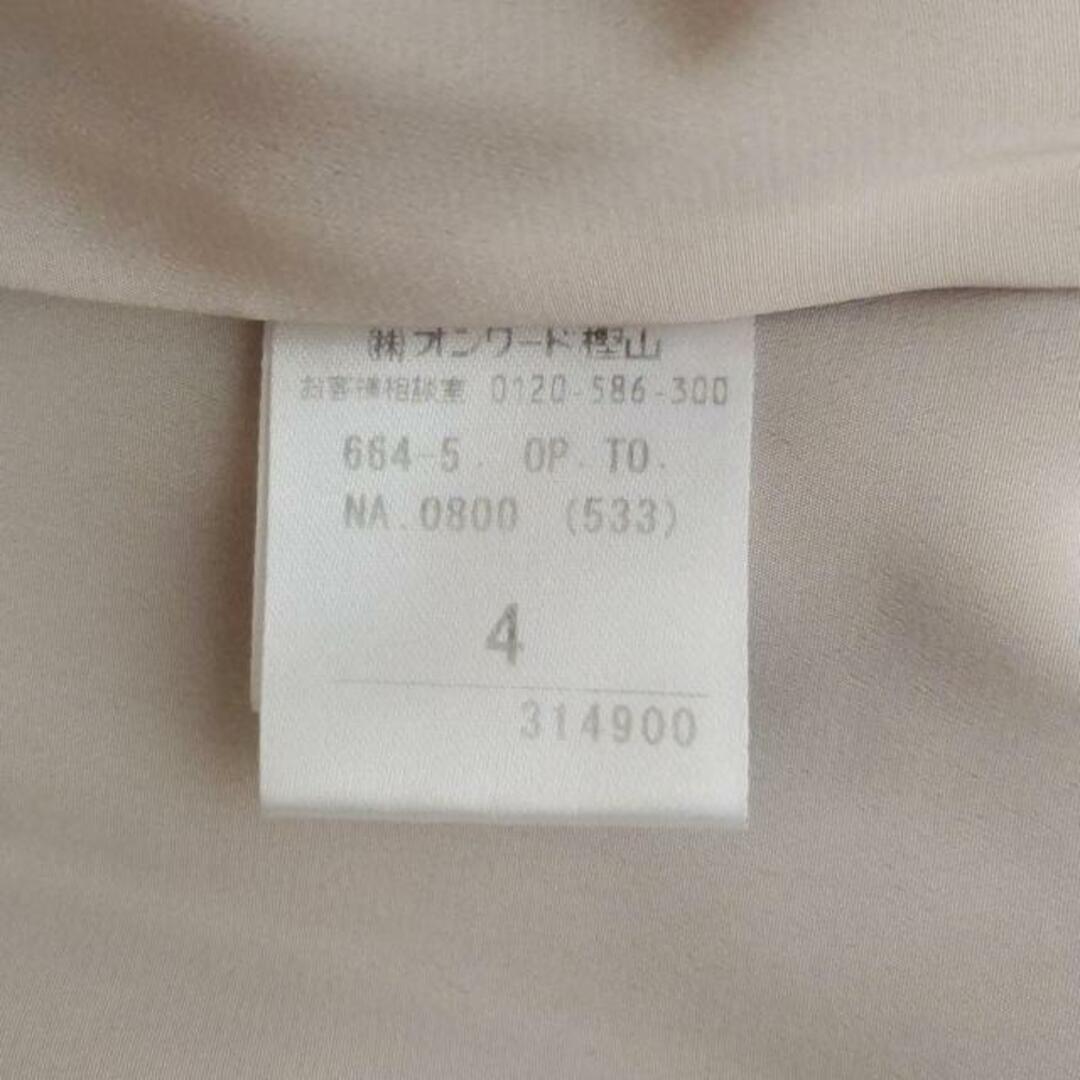 ㈱オンワード樫山
お客様相談室 0120-586-300
664-5. OP.TO.
NA.0800 (533)
4
314900